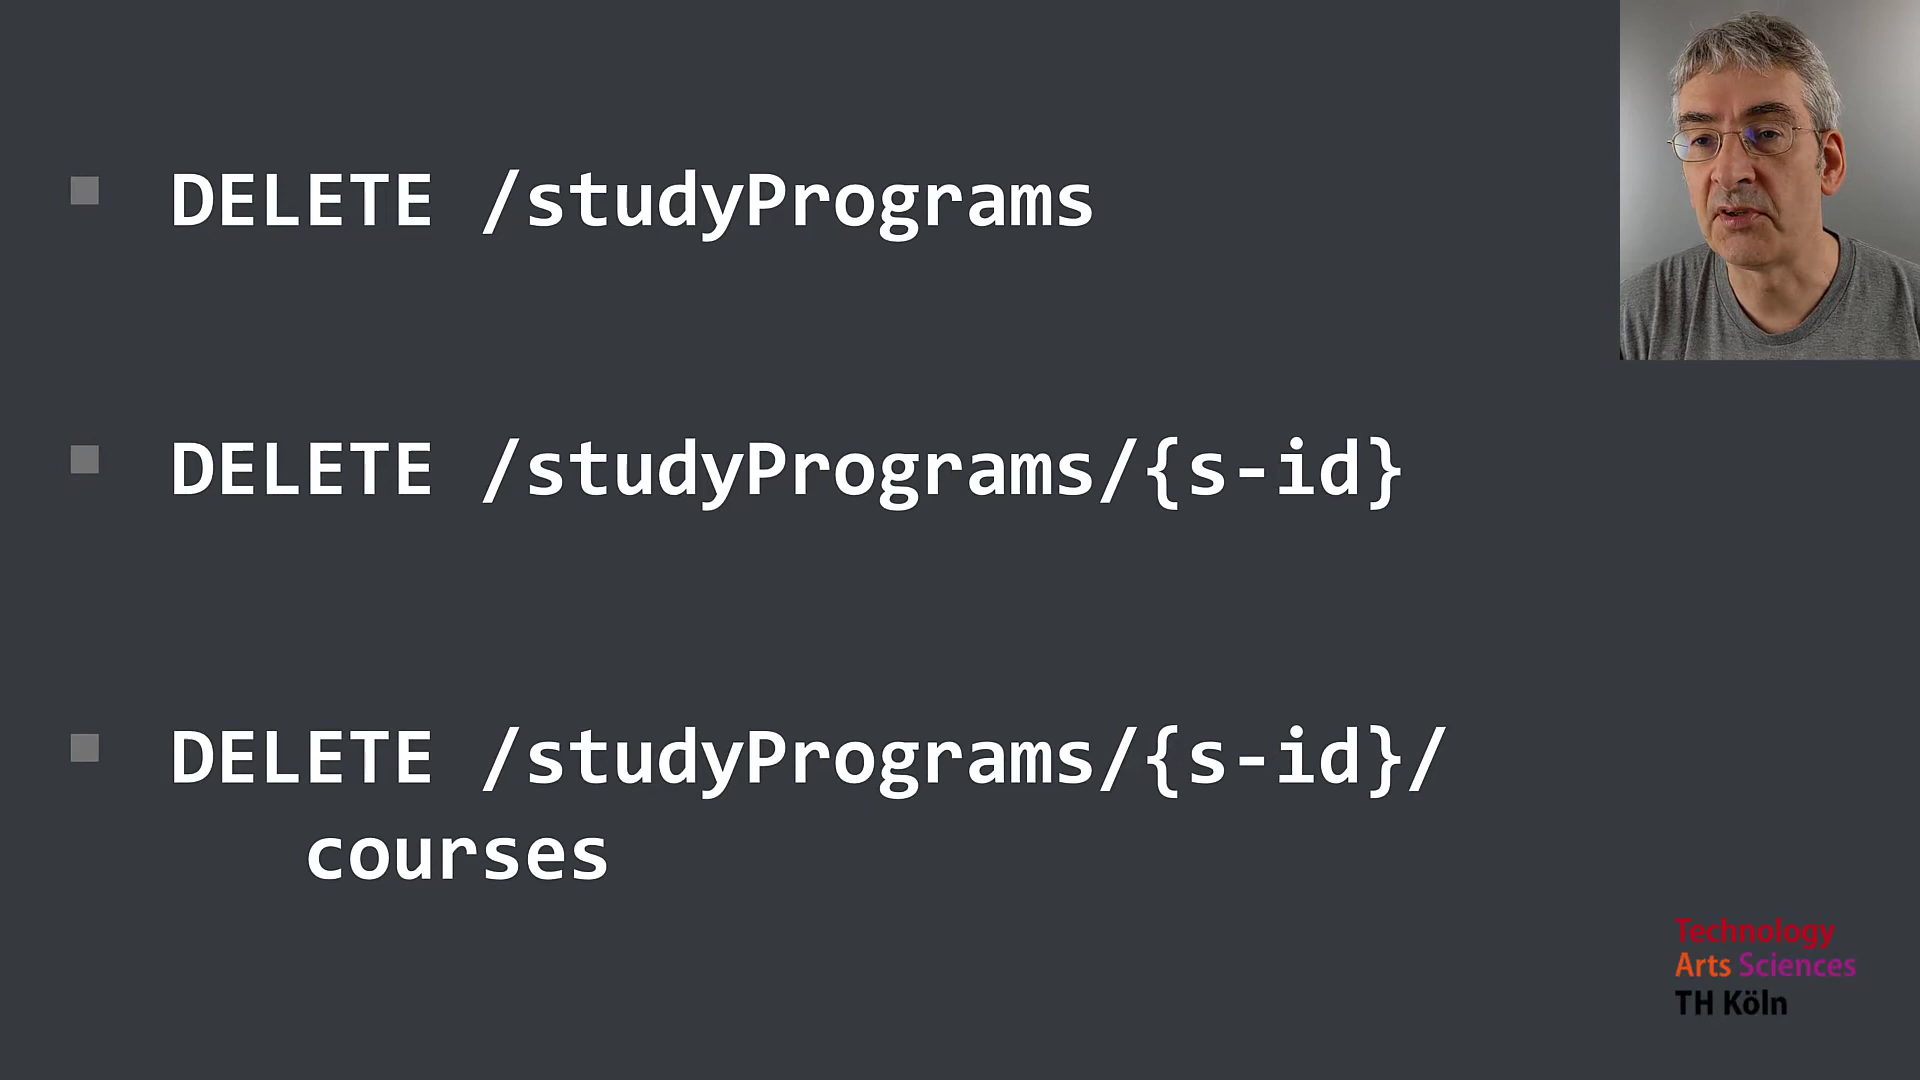 DELETE /studyPrograms
DELETE /studyPrograms/{s-id}
DELETE /studyPrograms/{s-id}/
courses
Technology
Arts Sciences
TH Köln